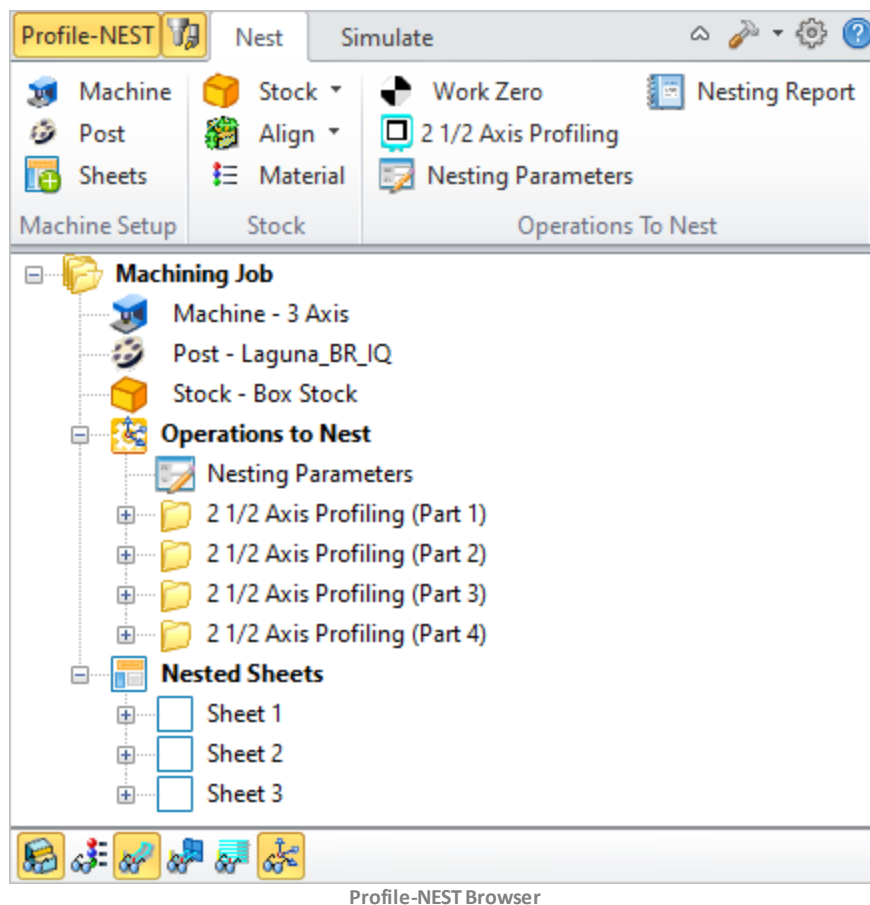 Profile-NEST Nest Simulate
Machine Stock Work Zero Nesting Report
Post Align 2 1/2 Axis Profiling
Sheets Material Nesting Parameters
Machine Setup Stock Operations To Nest
Machining Job
Machine - 3 Axis
Post - Laguna_BR_IQ
Stock - Box Stock
Operations to Nest
Nesting Parameters
2 1/2 Axis Profiling (Part 1)
2 1/2 Axis Profiling (Part 2)
2 1/2 Axis Profiling (Part 3)
2 1/2 Axis Profiling (Part 4)
Nested Sheets
Sheet 1
Sheet 2
Sheet 3
Profile-NEST Browser